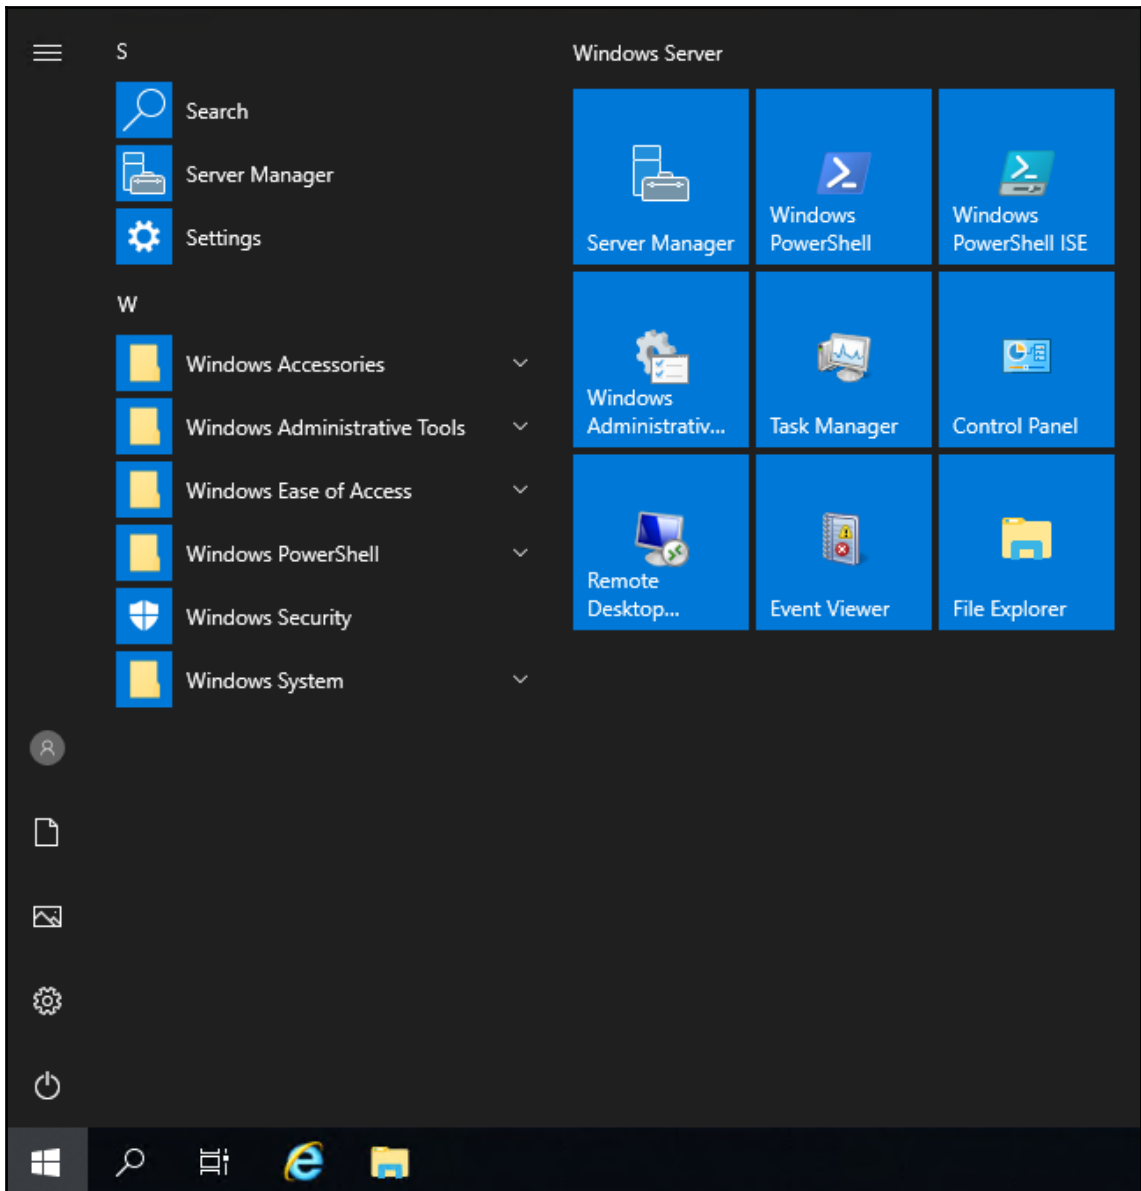 S
Search
Server Manager
Settings
W
Windows Accessories
Windows Administrative Tools
Windows Ease of Access
Windows PowerShell
Windows Security
Windows System
Windows Server
Server Manager
Windows
PowerShell
Windows
PowerShell ISE
Windows
Administrativ...
Task Manager
Control Panel
Remote
Desktop...
Event Viewer
File Explorer